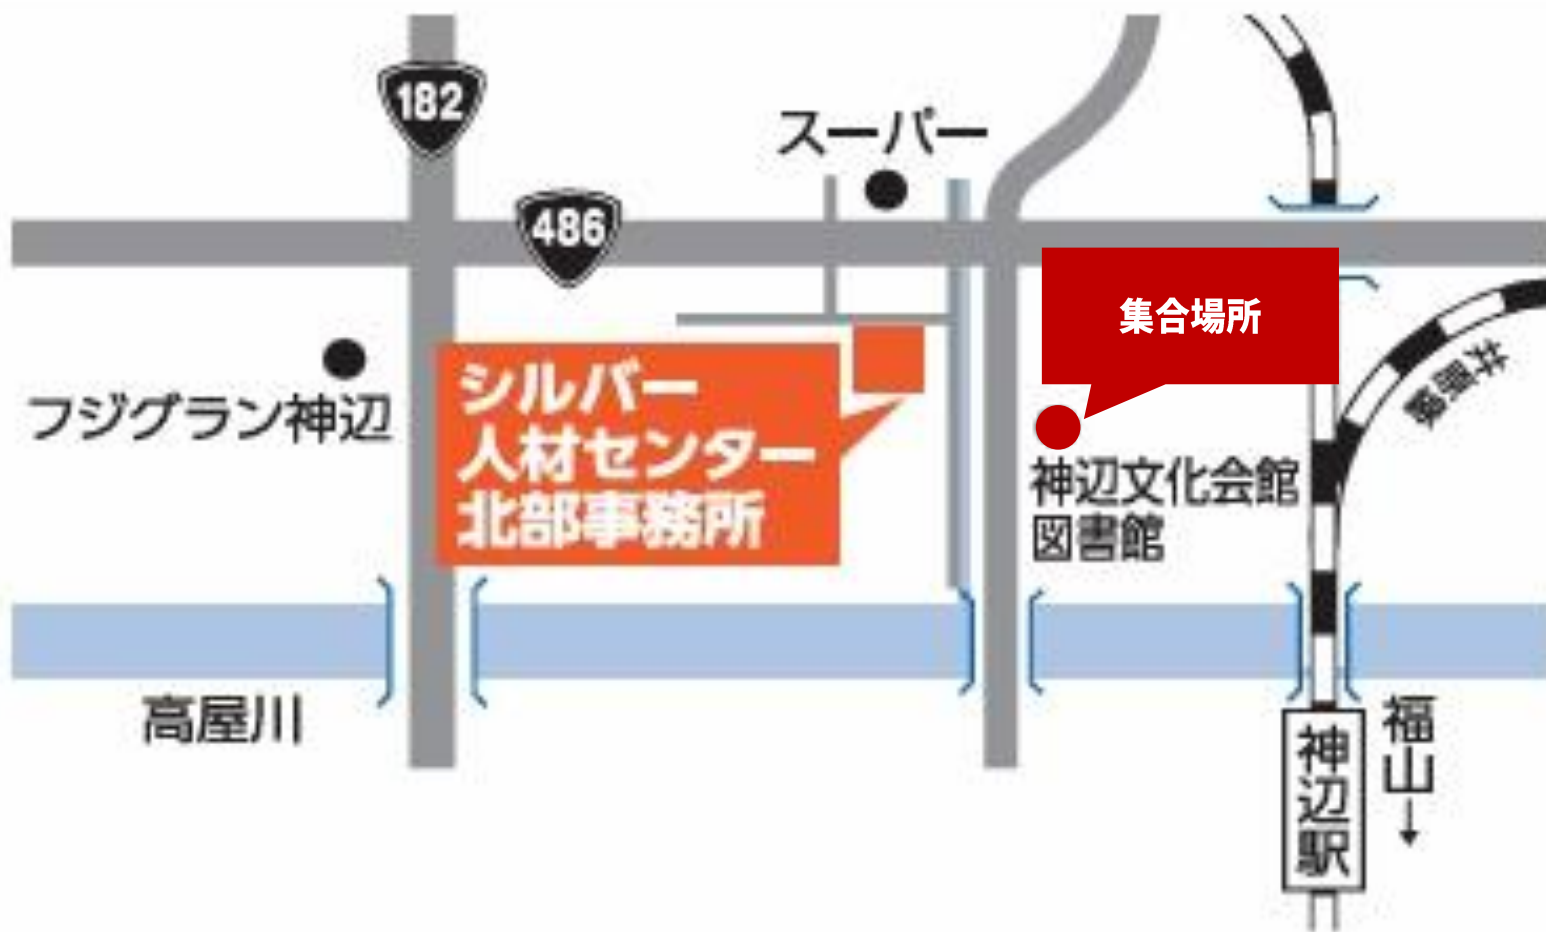 182
スーパー
486
集合場所
井原線
フジグラン神辺
シルバー
人材センター
北部事務所
神辺文化会館
図書館
高屋川
福山
神辺駅